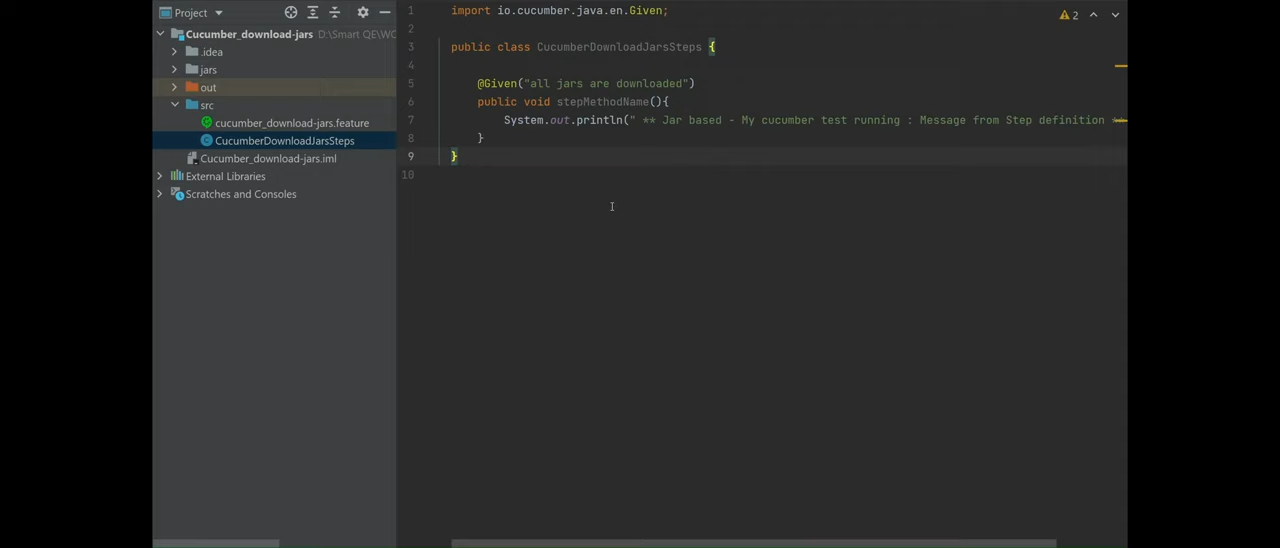 Project
Cucumber_download-jars D:\Smart QE\WO
.idea
jars
out
src
cucumber_download-jars.feature
CucumberDownloadJarsSteps
Cucumber_download-jars.iml
External Libraries
Scratches and Consoles
2
1 import io.cucumber.java.en.Given;
2
3 public class CucumberDownloadJarsSteps {
4
5 @Given("all jars are downloaded")
6 public void stepMethodName(){
7 System.out.println(" ** Jar based - My cucumber test running : Message from Step definition **
8 }
9 }
10